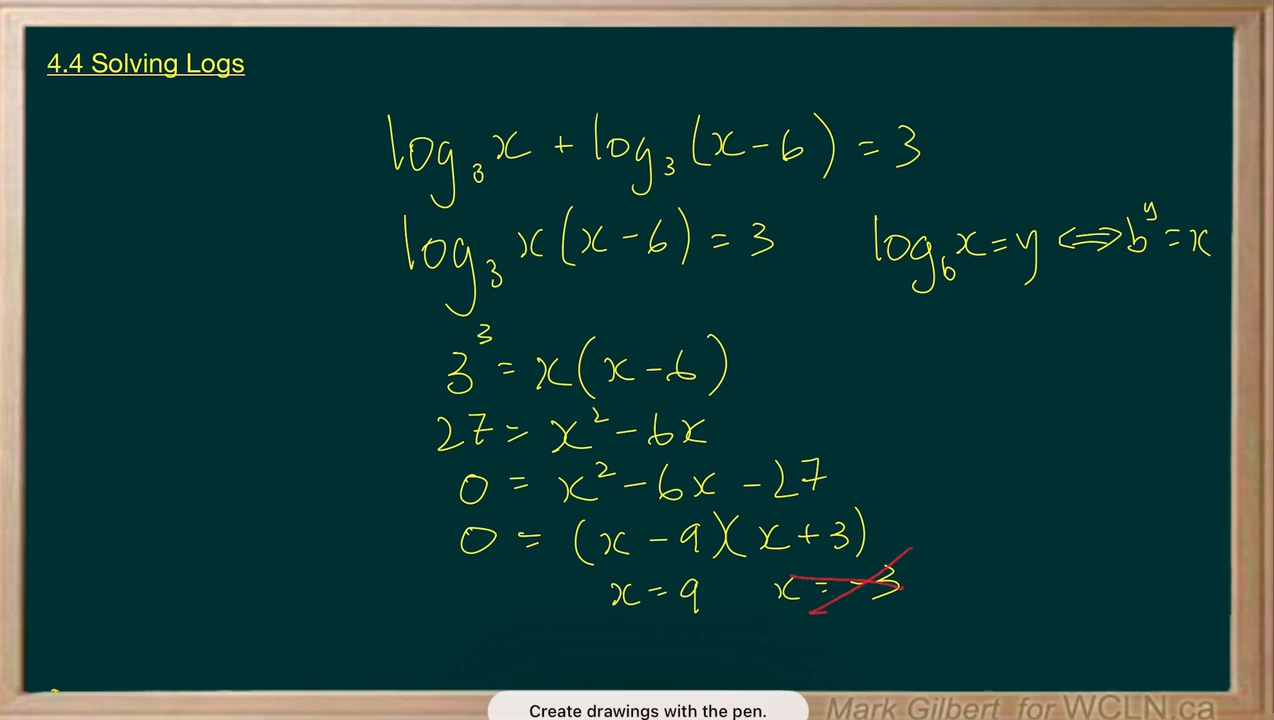 4.4 Solving Logs
log₃x + log₃(x-6) = 3
log₃ x(x-6) = 3 log_b x = y ⟺ b^y = x
3³ = x(x-6)
27 = x² - 6x
0 = x² - 6x - 27
0 = (x - 9)(x + 3)
x = 9 x = -3
Create drawings with the pen.
Mark Gilbert for WCLN.ca